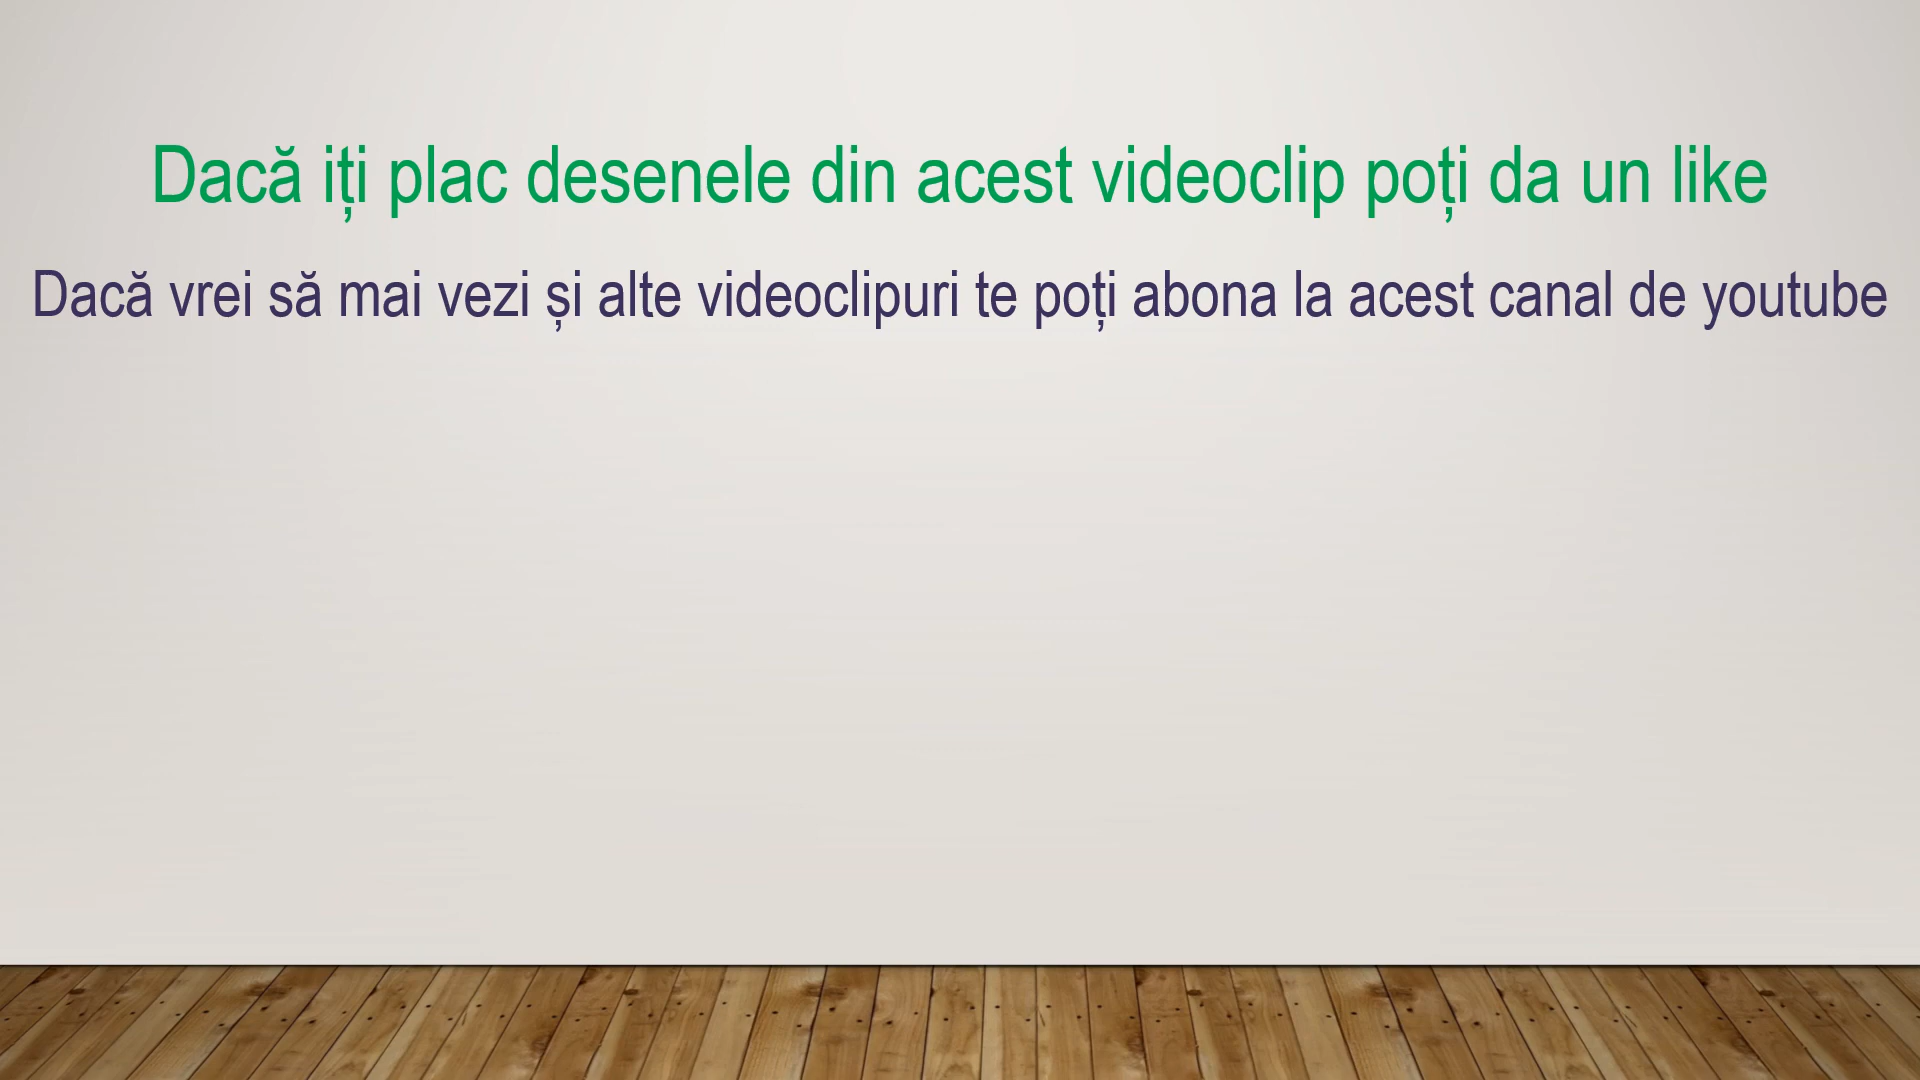 Dacă iți plac desenele din acest videoclip poți da un like
Dacă vrei să mai vezi și alte videoclipuri te poți abona la acest canal de youtube